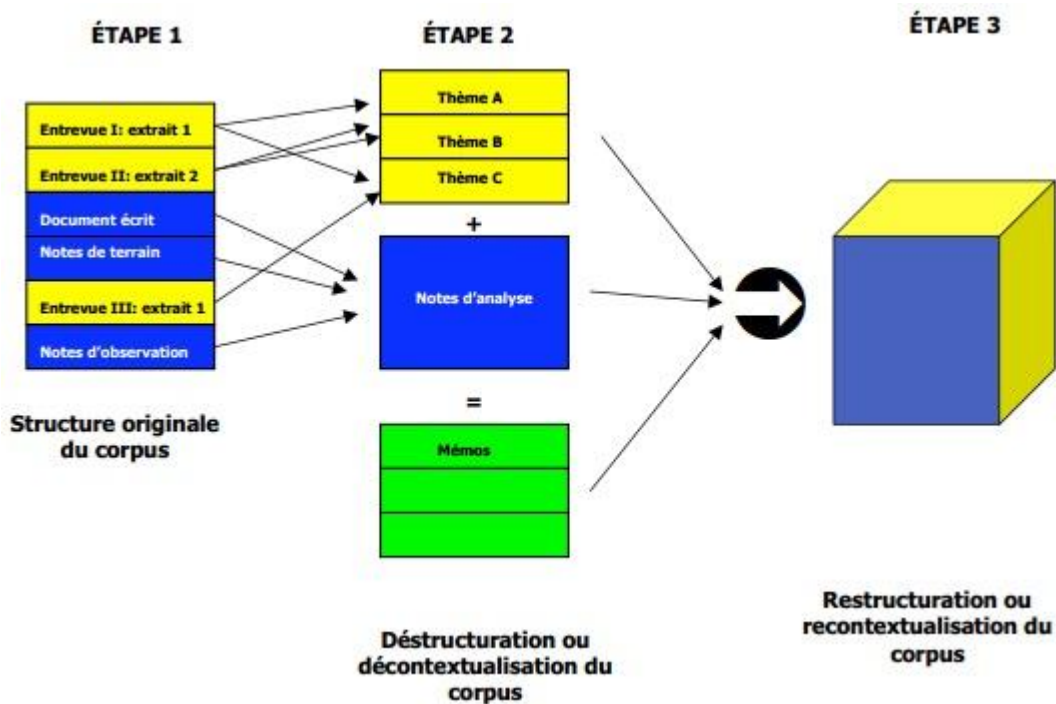 ÉTAPE 1
Entrevue I: extrait 1
Entrevue II: extrait 2
Document écrit
Notes de terrain
Entrevue III: extrait 1
Notes d'observation
Structure originale
du corpus
ÉTAPE 2
Thème A
Thème B
Thème C
+
Notes d'analyse
=
Mémos
Déstructuration ou
décontextualisation du
corpus
ÉTAPE 3
Restructuration ou
recontextualisation du
corpus